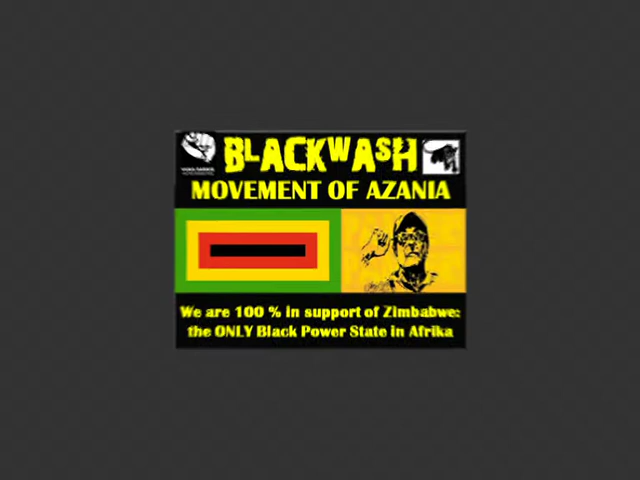 BLACKWASH
MOVEMENT OF AZANIA
We are 100 % in support of Zimbabwe:
the ONLY Black Power State in Afrika